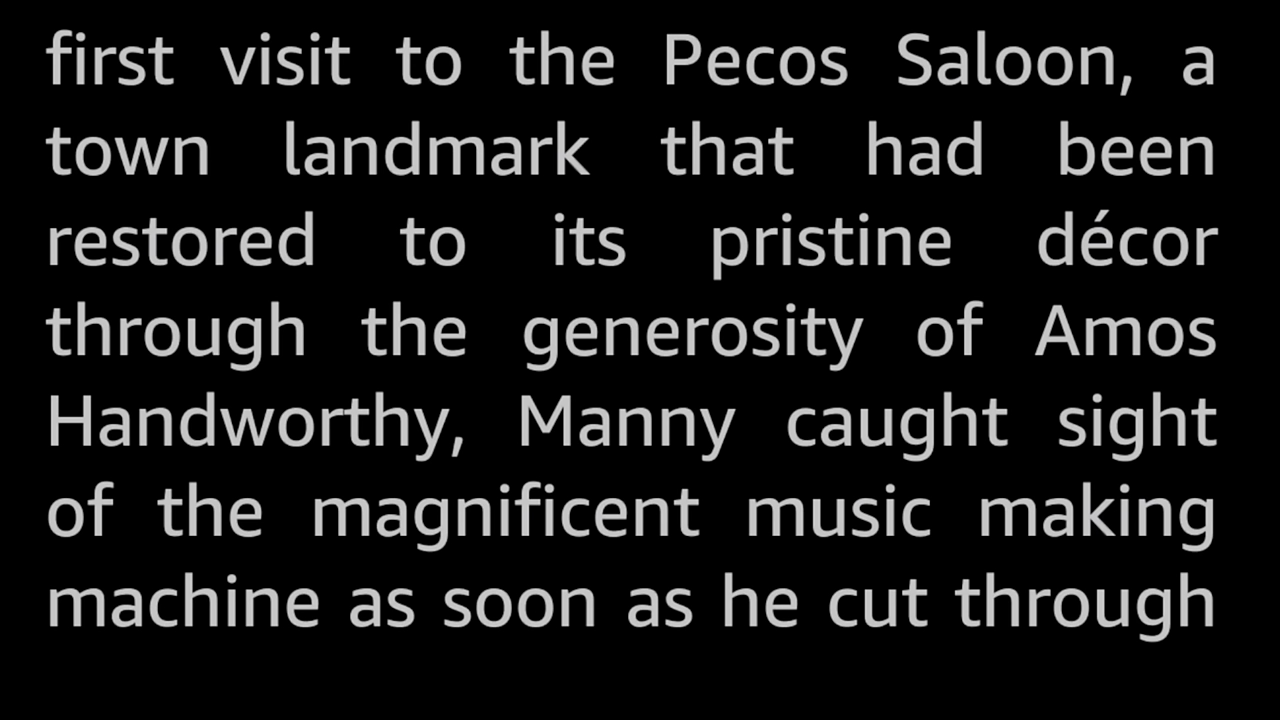 first visit to the Pecos Saloon, a
town landmark that had been
restored to its pristine décor
through the generosity of Amos
Handworthy, Manny caught sight
of the magnificent music making
machine as soon as he cut through